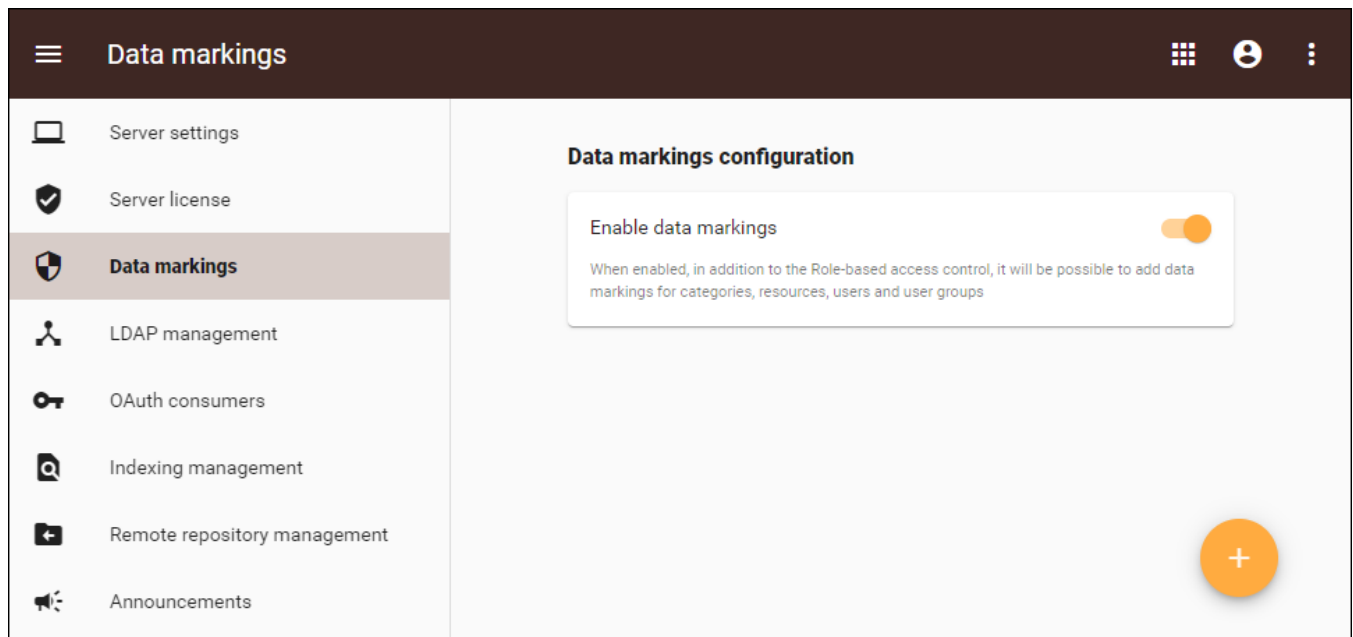 Data markings
Server settings
Server license
Data markings
LDAP management
OAuth consumers
Indexing management
Remote repository management
Announcements
Data markings configuration
Enable data markings
When enabled, in addition to the Role-based access control, it will be possible to add data
markings for categories, resources, users and user groups